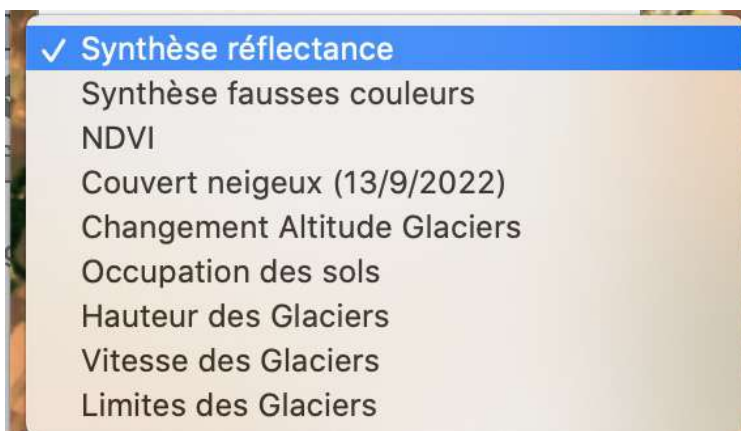 ✓ Synthèse réflectance
Synthèse fausses couleurs
NDVI
Couvert neigeux (13/9/2022)
Changement Altitude Glaciers
Occupation des sols
Hauteur des Glaciers
Vitesse des Glaciers
Limites des Glaciers